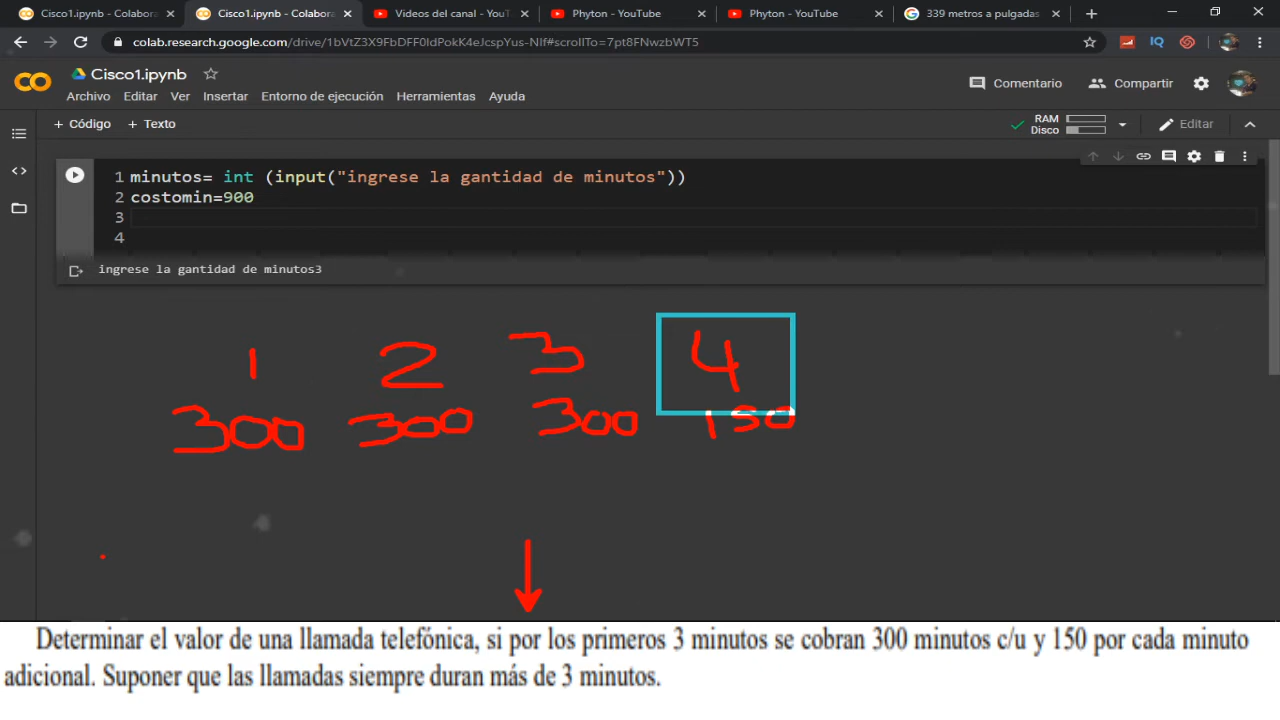 Cisco1.ipynb - Colabora
Cisco1.ipynb - Colabora
Videos del canal - YouT
Phyton - YouTube
Phyton - YouTube
339 metros a pulgadas
colab.research.google.com/drive/1bVtZ3X9FbDFF0IdPokK4eJcspYus-NIf#scrollTo=7pt8FNwzbWT5
IQ
Cisco1.ipynb
Comentario
Compartir
Archivo Editar Ver Insertar Entorno de ejecución Herramientas Ayuda
+ Código + Texto
RAM
Disco
Editar
1 minutos= int (input("ingrese la gantidad de minutos"))
2 costomin=900
3
4
ingrese la gantidad de minutos3
1 2 3 4
300 300 300 150
Determinar el valor de una llamada telefónica, si por los primeros 3 minutos se cobran 300 minutos c/u y 150 por cada minuto
adicional. Suponer que las llamadas siempre duran más de 3 minutos.